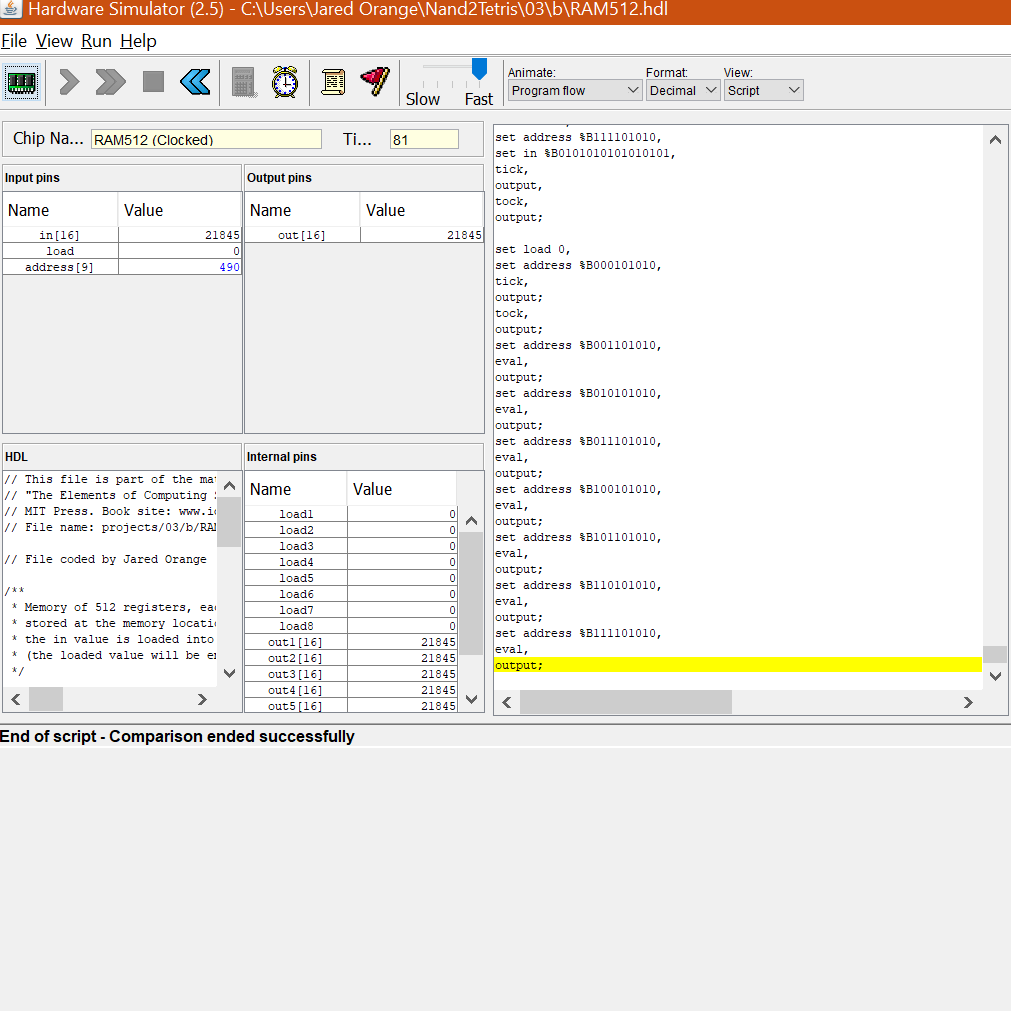 Hardware Simulator (2.5) - C:\Users\Jared Orange\Nand2Tetris\03\b\RAM512.hdl
File View Run Help
Slow Fast
Animate: Format: View:
Program flow Decimal Script
Chip Na... RAM512 (Clocked) Ti... 81
Input pins
Name Value
in[16] 21845
load 0
address[9] 490
Output pins
Name Value
out[16] 21845
HDL
// This file is part of the
// "The Elements of Computing
// MIT Press. Book site:
// File name:
// File coded by Jared Orange
/**
* Memory of 512 registers,
* stored at the memory
* the in value is loaded into
* (the loaded value will be
*/
Internal pins
Name Value
load1 0
load2 0
load3 0
load4 0
load5 0
load6 0
load7 0
load8 0
out1[16] 21845
out2[16] 21845
out3[16] 21845
out4[16] 21845
out5[16] 21845
set address %B111101010,
set in %B0101010101010101,
tick,
output,
tock,
output;
set load 0,
set address %B000101010,
tick,
output;
tock,
output;
set address %B001101010,
eval,
output;
set address %B010101010,
eval,
output;
set address %B011101010,
eval,
output;
set address %B100101010,
eval,
output;
set address %B101101010,
eval,
output;
set address %B110101010,
eval,
output;
set address %B111101010,
eval,
output;
End of script - Comparison ended successfully